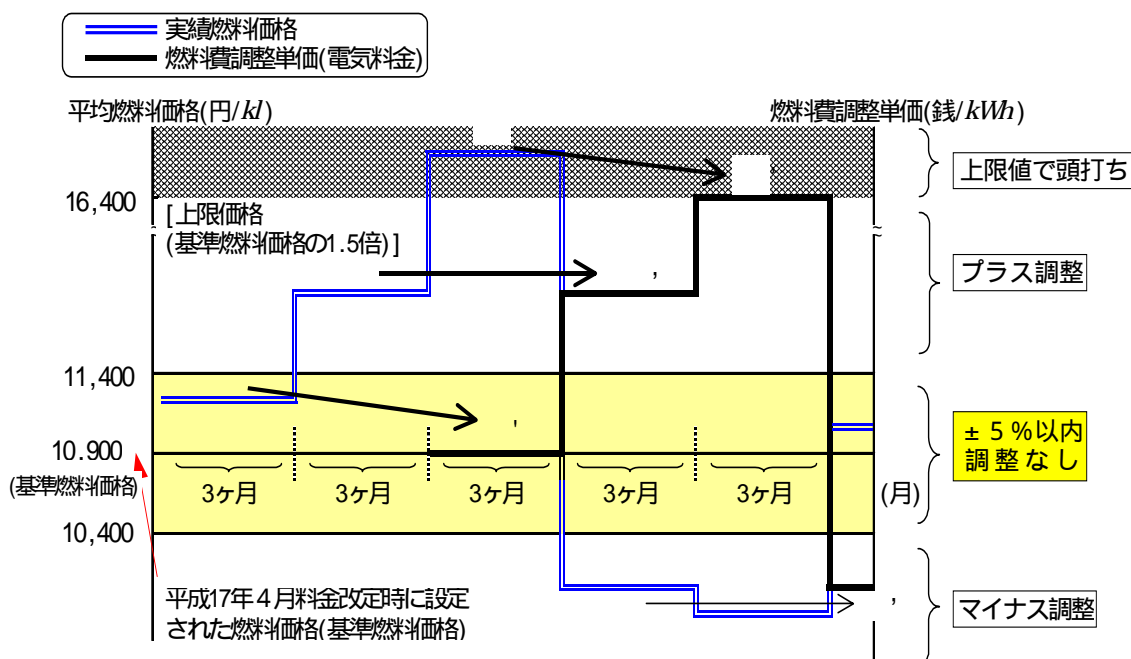 実績燃料価格
燃料費調整単価(電気料金)
平均燃料価格(円/kl)
燃料費調整単価(銭/kWh)
上限値で頭打ち
16,400
[上限価格
(基準燃料価格の1.5倍)]
,
,
プラス調整
11,400
,
±5%以内
調整なし
10.900
(基準燃料価格)
3ヶ月
3ヶ月
3ヶ月
3ヶ月
3ヶ月
(月)
10,400
平成17年4月料金改定時に設定
された燃料価格(基準燃料価格)
,
マイナス調整